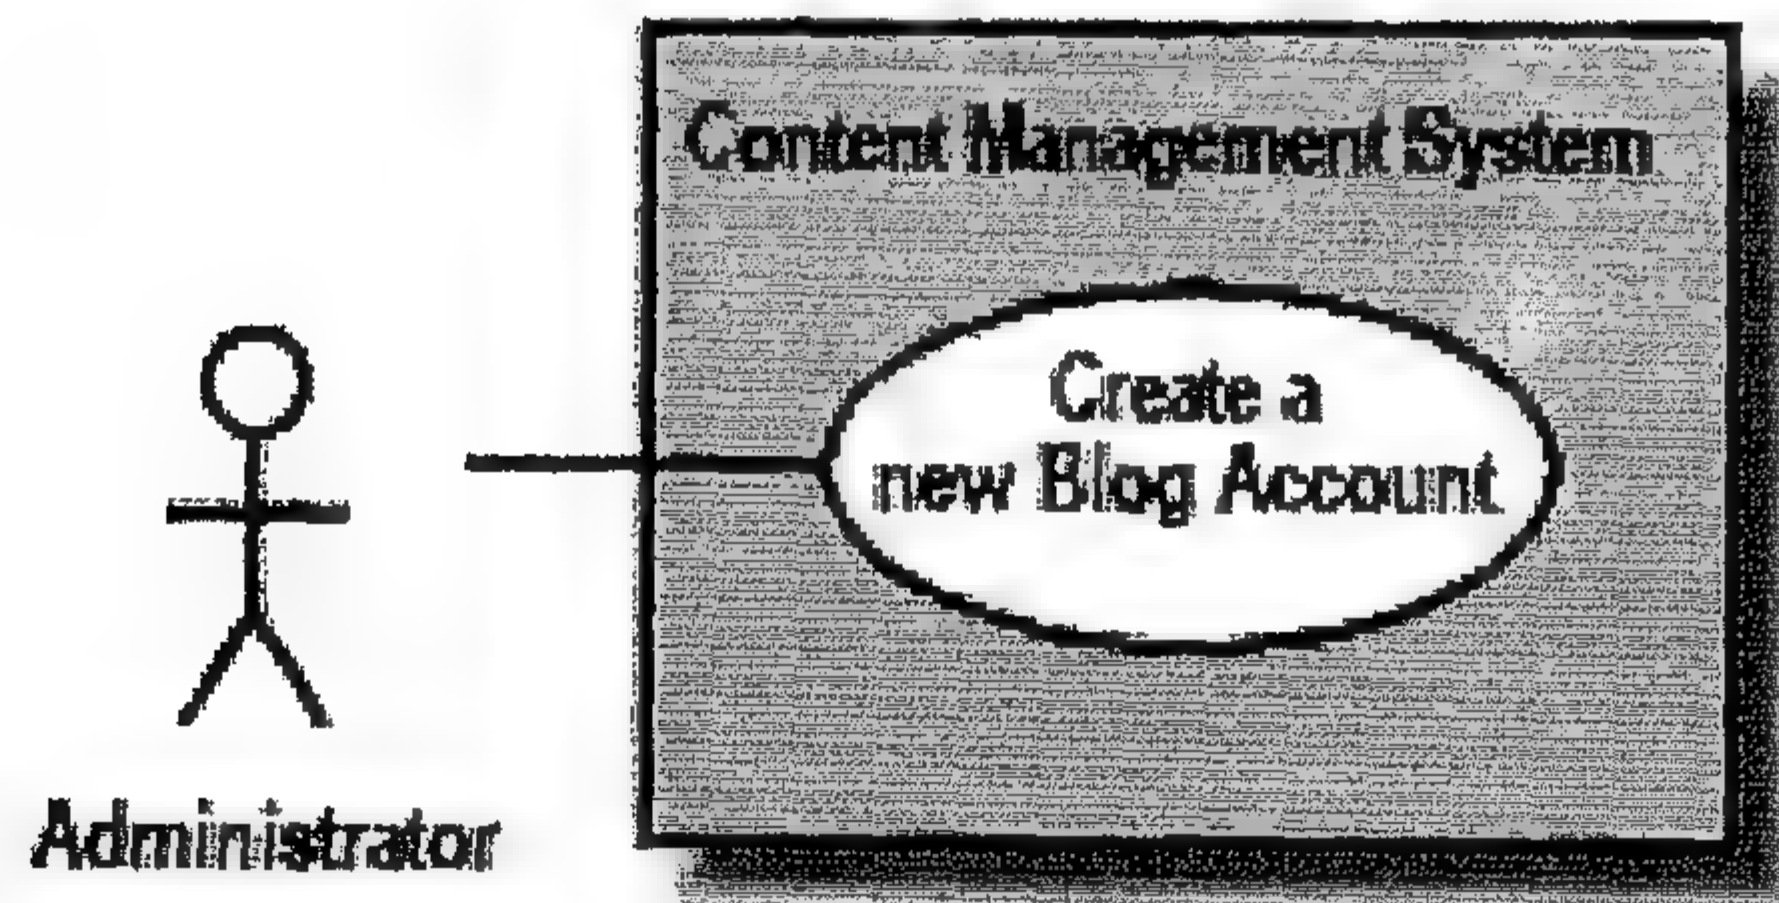 Content Management System
Create a
new Blog Account
Administrator